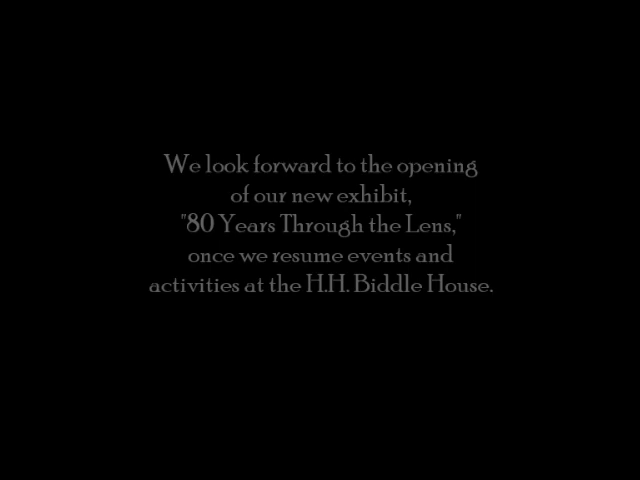 We look forward to the opening
of our new exhibit,
"80 Years Through the Lens,"
once we resume events and
activities at the H.H. Biddle House.